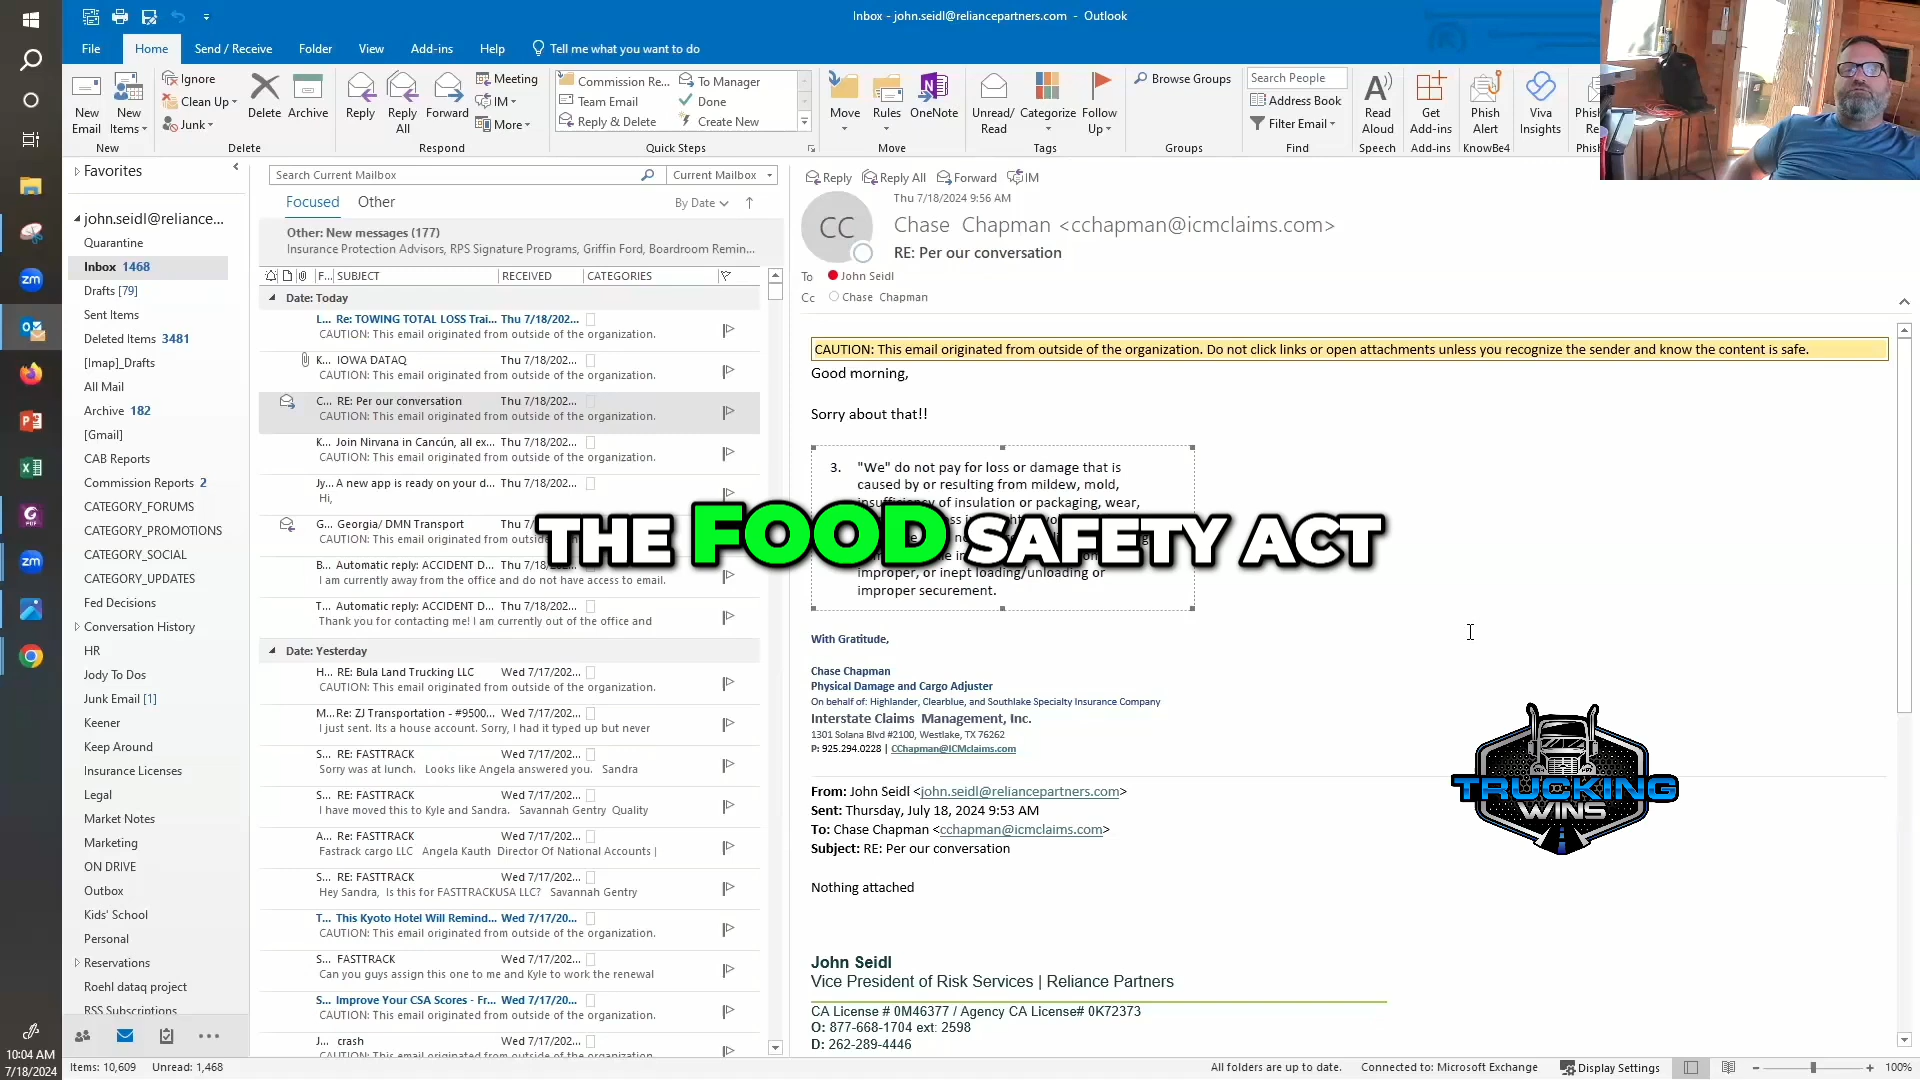 Inbox - john.seidl@reliancepartners.com - Outlook
File Home Send / Receive Folder View Add-ins Help Tell me what you want to do
New Email
New Items
New
Ignore
Clean Up
Junk
Delete
Archive
Delete
Reply
Reply All
Forward
Meeting
IM
More
Respond
Commission Re...
Team Email
Reply & Delete
To Manager
Done
Create New
Quick Steps
Move
Rules
OneNote
Move
Unread/ Read
Categorize
Follow Up
Tags
Browse Groups
Groups
Search People
Address Book
Filter Email
Find
Read Aloud
Speech
Get Add-ins
Add-ins
Phish Alert
KnowBe4
Viva Insights
Favorites
john.seidl@reliance...
Quarantine
Inbox 1468
Drafts [79]
Sent Items
Deleted Items 3481
[Imap]_Drafts
All Mail
Archive 182
[Gmail]
CAB Reports
Commission Reports 2
CATEGORY_FORUMS
CATEGORY_PROMOTIONS
CATEGORY_SOCIAL
CATEGORY_UPDATES
Fed Decisions
Conversation History
HR
Jody To Dos
Junk Email [1]
Keener
Keep Around
Insurance Licenses
Legal
Market Notes
Marketing
ON DRIVE
Outbox
Kids' School
Personal
Reservations
Roehl dataq project
RSS Subscriptions
Search Current Mailbox
Current Mailbox
Focused Other
By Date
Other: New messages (177)
Insurance Protection Advisors, RPS Signature Programs, Griffin Ford, Boardroom Remin...
F... SUBJECT RECEIVED CATEGORIES
Date: Today
L... Re: TOWING TOTAL LOSS Trai... Thu 7/18/202...
CAUTION: This email originated from outside of the organization.
K... IOWA DATAQ Thu 7/18/202...
CAUTION: This email originated from outside of the organization.
C... RE: Per our conversation Thu 7/18/202...
CAUTION: This email originated from outside of the organization.
K... Join Nirvana in Cancún, all ex... Thu 7/18/202...
CAUTION: This email originated from outside of the organization.
Jy... A new app is ready on your d... Thu 7/18/202...
Hi,
G... Georgia/ DMN Transport
CAUTION: This email originated from outside
B... Automatic reply: ACCIDENT D... Thu 7/18/202...
I am currently away from the office and do not have access to email.
T... Automatic reply: ACCIDENT D... Thu 7/18/202...
Thank you for contacting me! I am currently out of the office and
Date: Yesterday
H... RE: Bula Land Trucking LLC Wed 7/17/202...
CAUTION: This email originated from outside of the organization.
M... Re: ZJ Transportation - #9500... Wed 7/17/202...
I just sent. Its a house account. Sorry, I had it typed up but never
S... RE: FASTTRACK Wed 7/17/202...
Sorry was at lunch. Looks like Angela answered you. Sandra
S... RE: FASTTRACK Wed 7/17/202...
I have moved this to Kyle and Sandra. Savannah Gentry Quality
A... Re: FASTTRACK Wed 7/17/202...
Fastrack cargo LLC Angela Kauth Director Of National Accounts |
S... RE: FASTTRACK Wed 7/17/202...
Hey Sandra, Is this for FASTTRACKUSA LLC? Savannah Gentry
T... This Kyoto Hotel Will Remind... Wed 7/17/20...
CAUTION: This email originated from outside of the organization.
S... FASTTRACK Wed 7/17/202...
Can you guys assign this one to me and Kyle to work the renewal
S... Improve Your CSA Scores - Fr... Wed 7/17/20...
CAUTION: This email originated from outside of the organization.
J... crash Wed 7/17/202...
CAUTION: This email originated from outside of the organization.
Reply Reply All Forward IM
Thu 7/18/2024 9:56 AM
CC
Chase Chapman <cchapman@icmclaims.com>
RE: Per our conversation
To John Seidl
Cc Chase Chapman
CAUTION: This email originated from outside of the organization. Do not click links or open attachments unless you recognize the sender and know the content is safe.
Good morning,
Sorry about that!!
3. "We" do not pay for loss or damage that is
caused by or resulting from mildew, mold,
insufficiency of insulation or packaging, wear,
improper, or inept loading/unloading or
improper securement.
THE FOOD SAFETY ACT
With Gratitude,
Chase Chapman
Physical Damage and Cargo Adjuster
On behalf of: Highlander, Clearblue, and Southlake Specialty Insurance Company
Interstate Claims Management, Inc.
1301 Solana Blvd #2100, Westlake, TX 76262
P: 925.294.0228 | CChapman@ICMclaims.com
From: John Seidl <john.seidl@reliancepartners.com>
Sent: Thursday, July 18, 2024 9:53 AM
To: Chase Chapman <cchapman@icmclaims.com>
Subject: RE: Per our conversation
Nothing attached
TRUCKING
WINS
John Seidl
Vice President of Risk Services | Reliance Partners
CA License # 0M46377 / Agency CA License# 0K72373
O: 877-668-1704 ext: 2598
D: 262-289-4446
10:04 AM
7/18/2024
Items: 10,609 Unread: 1,468
All folders are up to date. Connected to: Microsoft Exchange Display Settings 100%